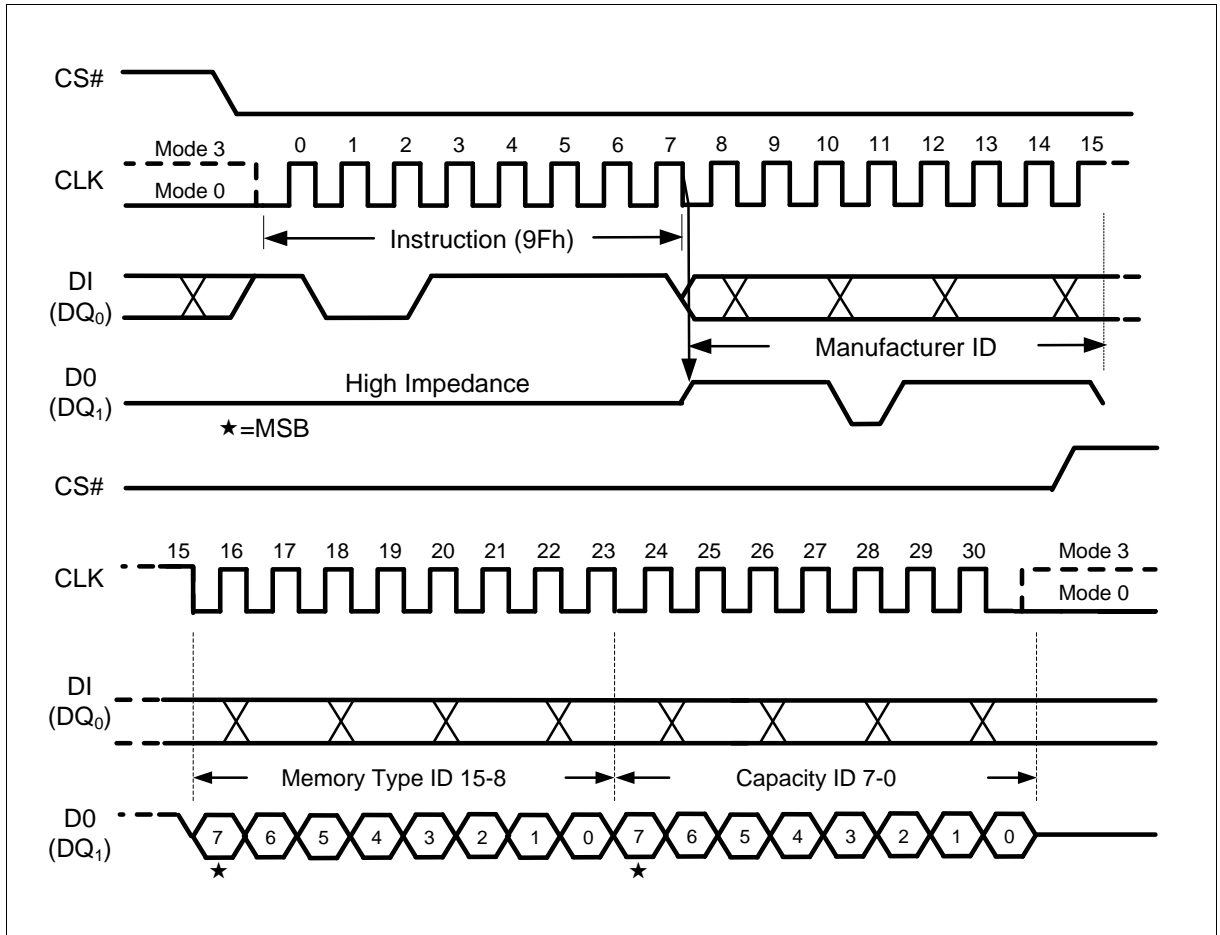 CS#
Mode 3
0 1 2 3 4 5 6 7 8 9 10 11 12 13 14 15
CLK
Mode 0
Instruction (9Fh)
DI
(DQ0)
Manufacturer ID
D0
(DQ1)
High Impedance
★=MSB
CS#
15 16 17 18 19 20 21 22 23 24 25 26 27 28 29 30
Mode 3
CLK
Mode 0
DI
(DQ0)
Memory Type ID 15-8
Capacity ID 7-0
D0
(DQ1)
7 6 5 4 3 2 1 0 7 6 5 4 3 2 1 0
★ ★